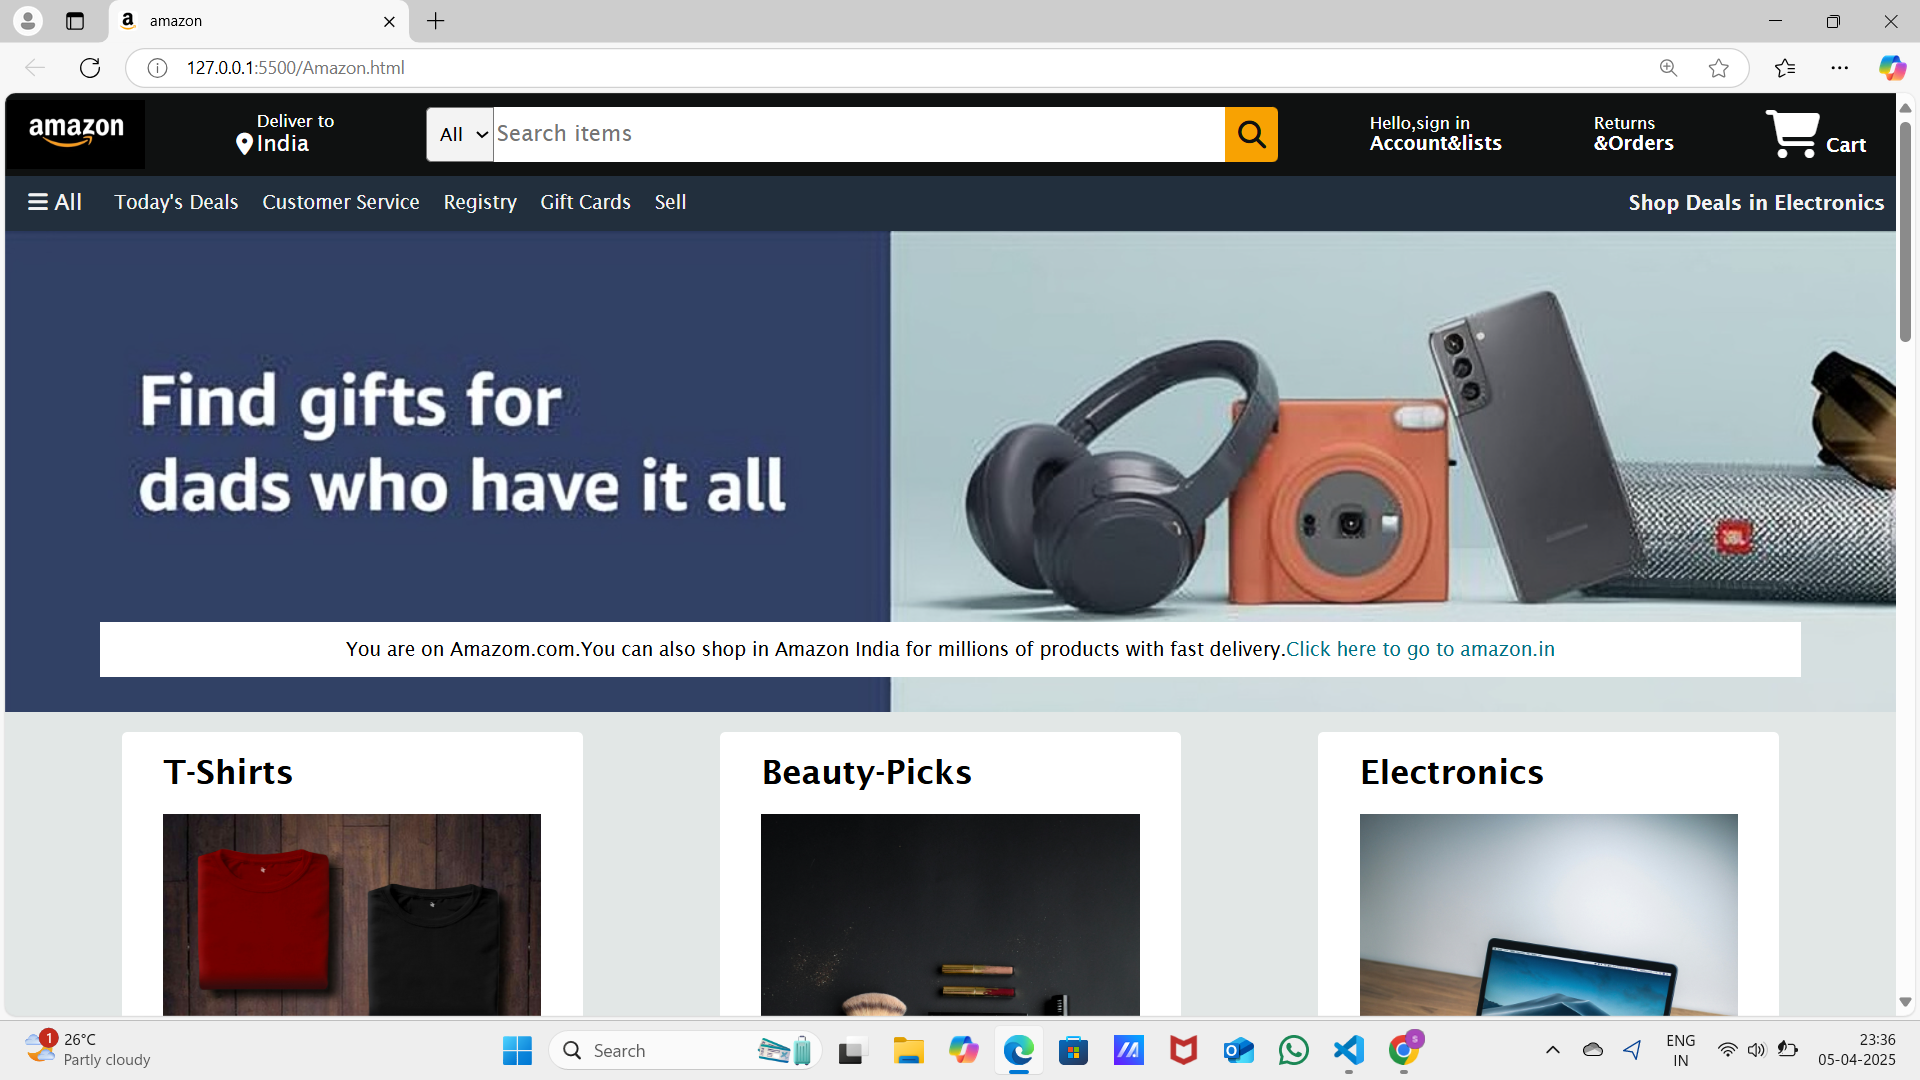 amazon
127.0.0.1:5500/Amazon.html
amazon
Deliver to
India
All
Search items
Hello,sign in
Account&lists
Returns
&Orders
Cart
All
Today's Deals
Customer Service
Registry
Gift Cards
Sell
Shop Deals in Electronics
Find gifts for
dads who have it all
JBL
You are on Amazom.com.You can also shop in Amazon India for millions of products with fast delivery.Click here to go to amazon.in
T-Shirts
Beauty-Picks
Electronics
1
26°C
Partly cloudy
Search
S
ENG
IN
23:36
05-04-2025